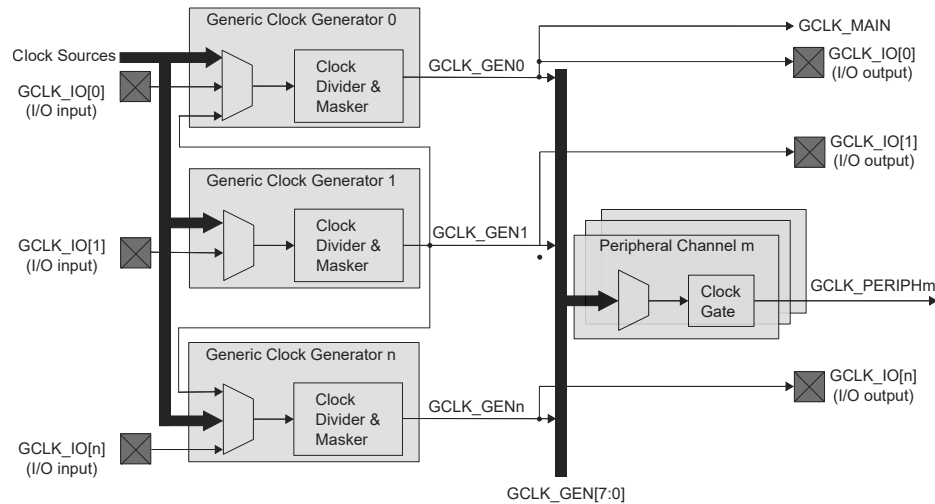 Generic Clock Generator 0
Clock Sources
GCLK_IO[0]
(I/O input)
Clock
Divider &
Masker
GCLK_GEN0
GCLK_MAIN
GCLK_IO[0]
(I/O output)
GCLK_IO[1]
(I/O output)
Generic Clock Generator 1
GCLK_IO[1]
(I/O input)
Clock
Divider &
Masker
GCLK_GEN1
Peripheral Channel m
Clock
Gate
GCLK_PERIPHm
Generic Clock Generator n
GCLK_IO[n]
(I/O input)
Clock
Divider &
Masker
GCLK_GENn
GCLK_IO[n]
(I/O output)
GCLK_GEN[7:0]